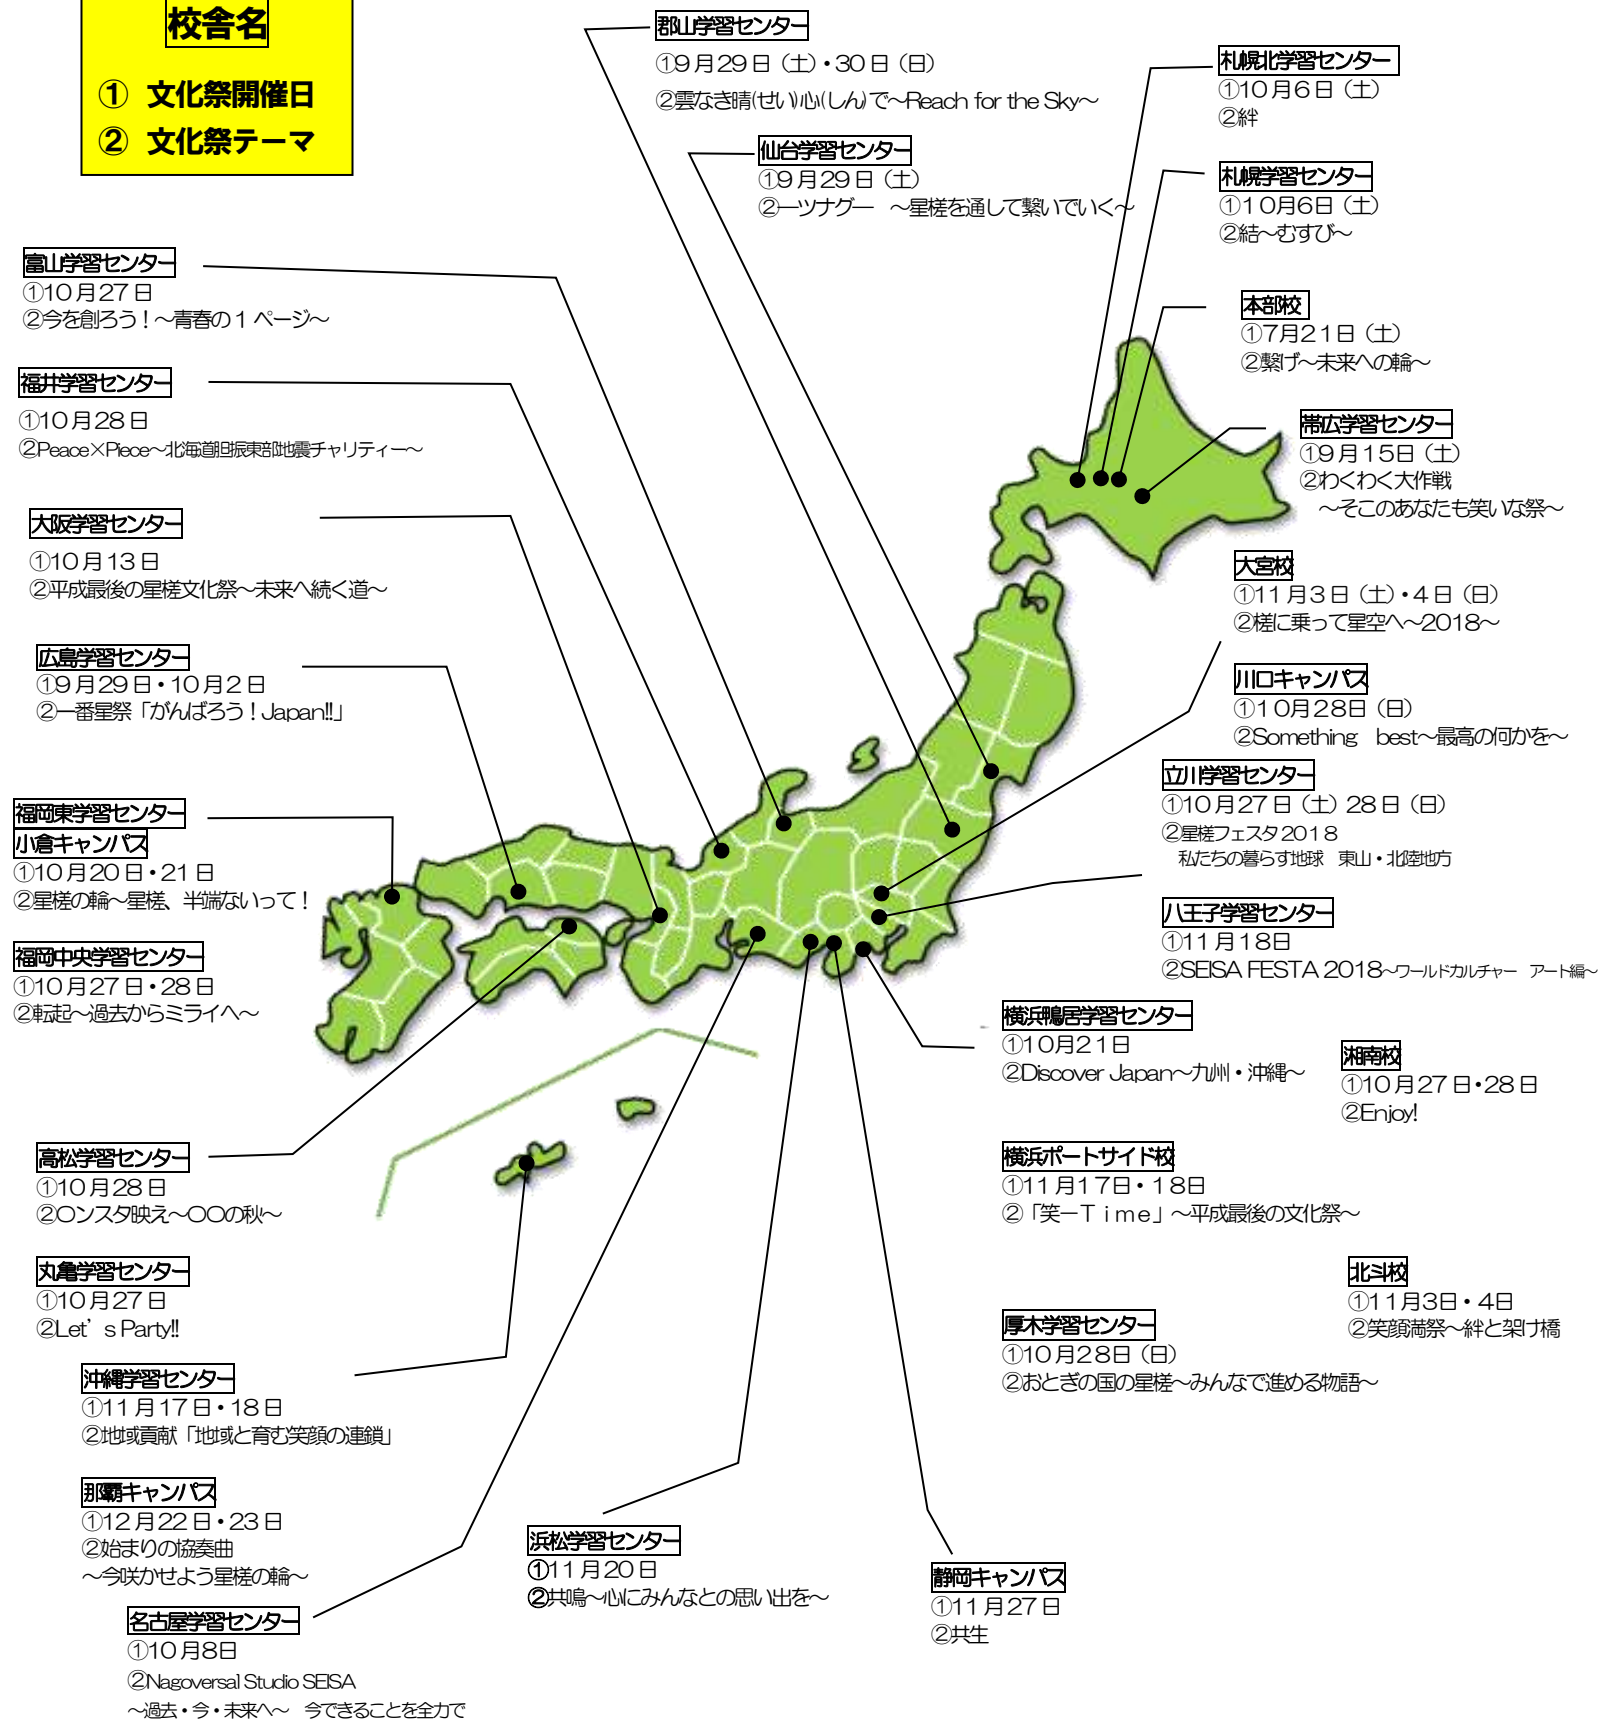 校舎名
① 文化祭開催日
② 文化祭テーマ
郡山学習センター
①9月29日（土）・30日（日）
②雲なき晴(せい)心(しん)で～Reach for the Sky～
仙台学習センター
①9月29日（土）
②ーツナグー　～星槎を通して繋いでいく～
札幌北学習センター
①10月6日（土）
②絆
札幌学習センター
①10月6日（土）
②結～むすび～
本部校
①7月21日（土）
②繋げ～未来への輪～
帯広学習センター
①9月15日（土）
②わくわく大作戦
～そこのあなたも笑いな祭～
大宮校
①11月3日（土）・4日（日）
②槎に乗って星空へ～2018～
川口キャンパス
①10月28日（日）
②Something　best～最高の何かを～
立川学習センター
①10月27日（土）28日（日）
②星槎フェスタ2018
私たちの暮らす地球　東山・北陸地方
八王子学習センター
①11月18日
②SEISA FESTA 2018～ワールドカルチャー　アート編～
横浜鴨居学習センター
①10月21日
②Discover Japan～九州・沖縄～
湘南校
①10月27日・28日
②Enjoy!
横浜ポートサイド校
①11月17日・18日
②「笑ーＴｉｍｅ」～平成最後の文化祭～
北斗校
①11月3日・4日
②笑顔満祭～絆と架け橋
厚木学習センター
①10月28日（日）
②おとぎの国の星槎～みんなで進める物語～
富山学習センター
①10月27日
②今を創ろう！～青春の1ページ～
福井学習センター
①10月28日
②Peace×Piece～北海道胆振東部地震チャリティー～
大阪学習センター
①10月13日
②平成最後の星槎文化祭～未来へ続く道～
広島学習センター
①9月29日・10月2日
②一番星祭「がんばろう！Japan!!」
福岡東学習センター
小倉キャンパス
①10月20日・21日
②星槎の輪～星槎、半端ないって！
福岡中央学習センター
①10月27日・28日
②転起～過去からミライへ～
高松学習センター
①10月28日
②〇ンスタ映え～〇〇の秋～
丸亀学習センター
①10月27日
②Let’s Party!!
沖縄学習センター
①11月17日・18日
②地域貢献「地域と育む笑顔の連鎖」
那覇キャンパス
①12月22日・23日
②始まりの協奏曲
～今咲かせよう星槎の輪～
名古屋学習センター
①10月8日
②Nagoversal Studio SEISA
～過去・今・未来へ～　今できることを全力で
浜松学習センター
①11月20日
②共鳴～心にみんなとの思い出を～
静岡キャンパス
①11月27日
②共生